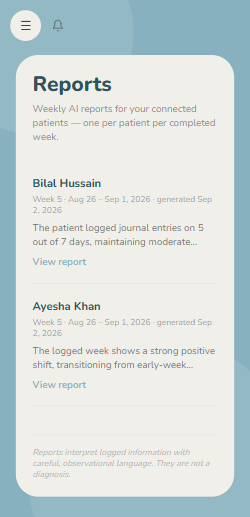 Reports
Weekly AI reports for your connected
patients — one per patient per completed
week.
Bilal Hussain
Week 5 · Aug 26 – Sep 1, 2026 · generated Sep
2, 2026
The patient logged journal entries on 5
out of 7 days, maintaining moderate...
View report
Ayesha Khan
Week 5 · Aug 26 – Sep 1, 2026 · generated Sep
2, 2026
The logged week shows a strong positive
shift, transitioning from early-week...
View report
Reports interpret logged information with
careful, observational language. They are not a
diagnosis.